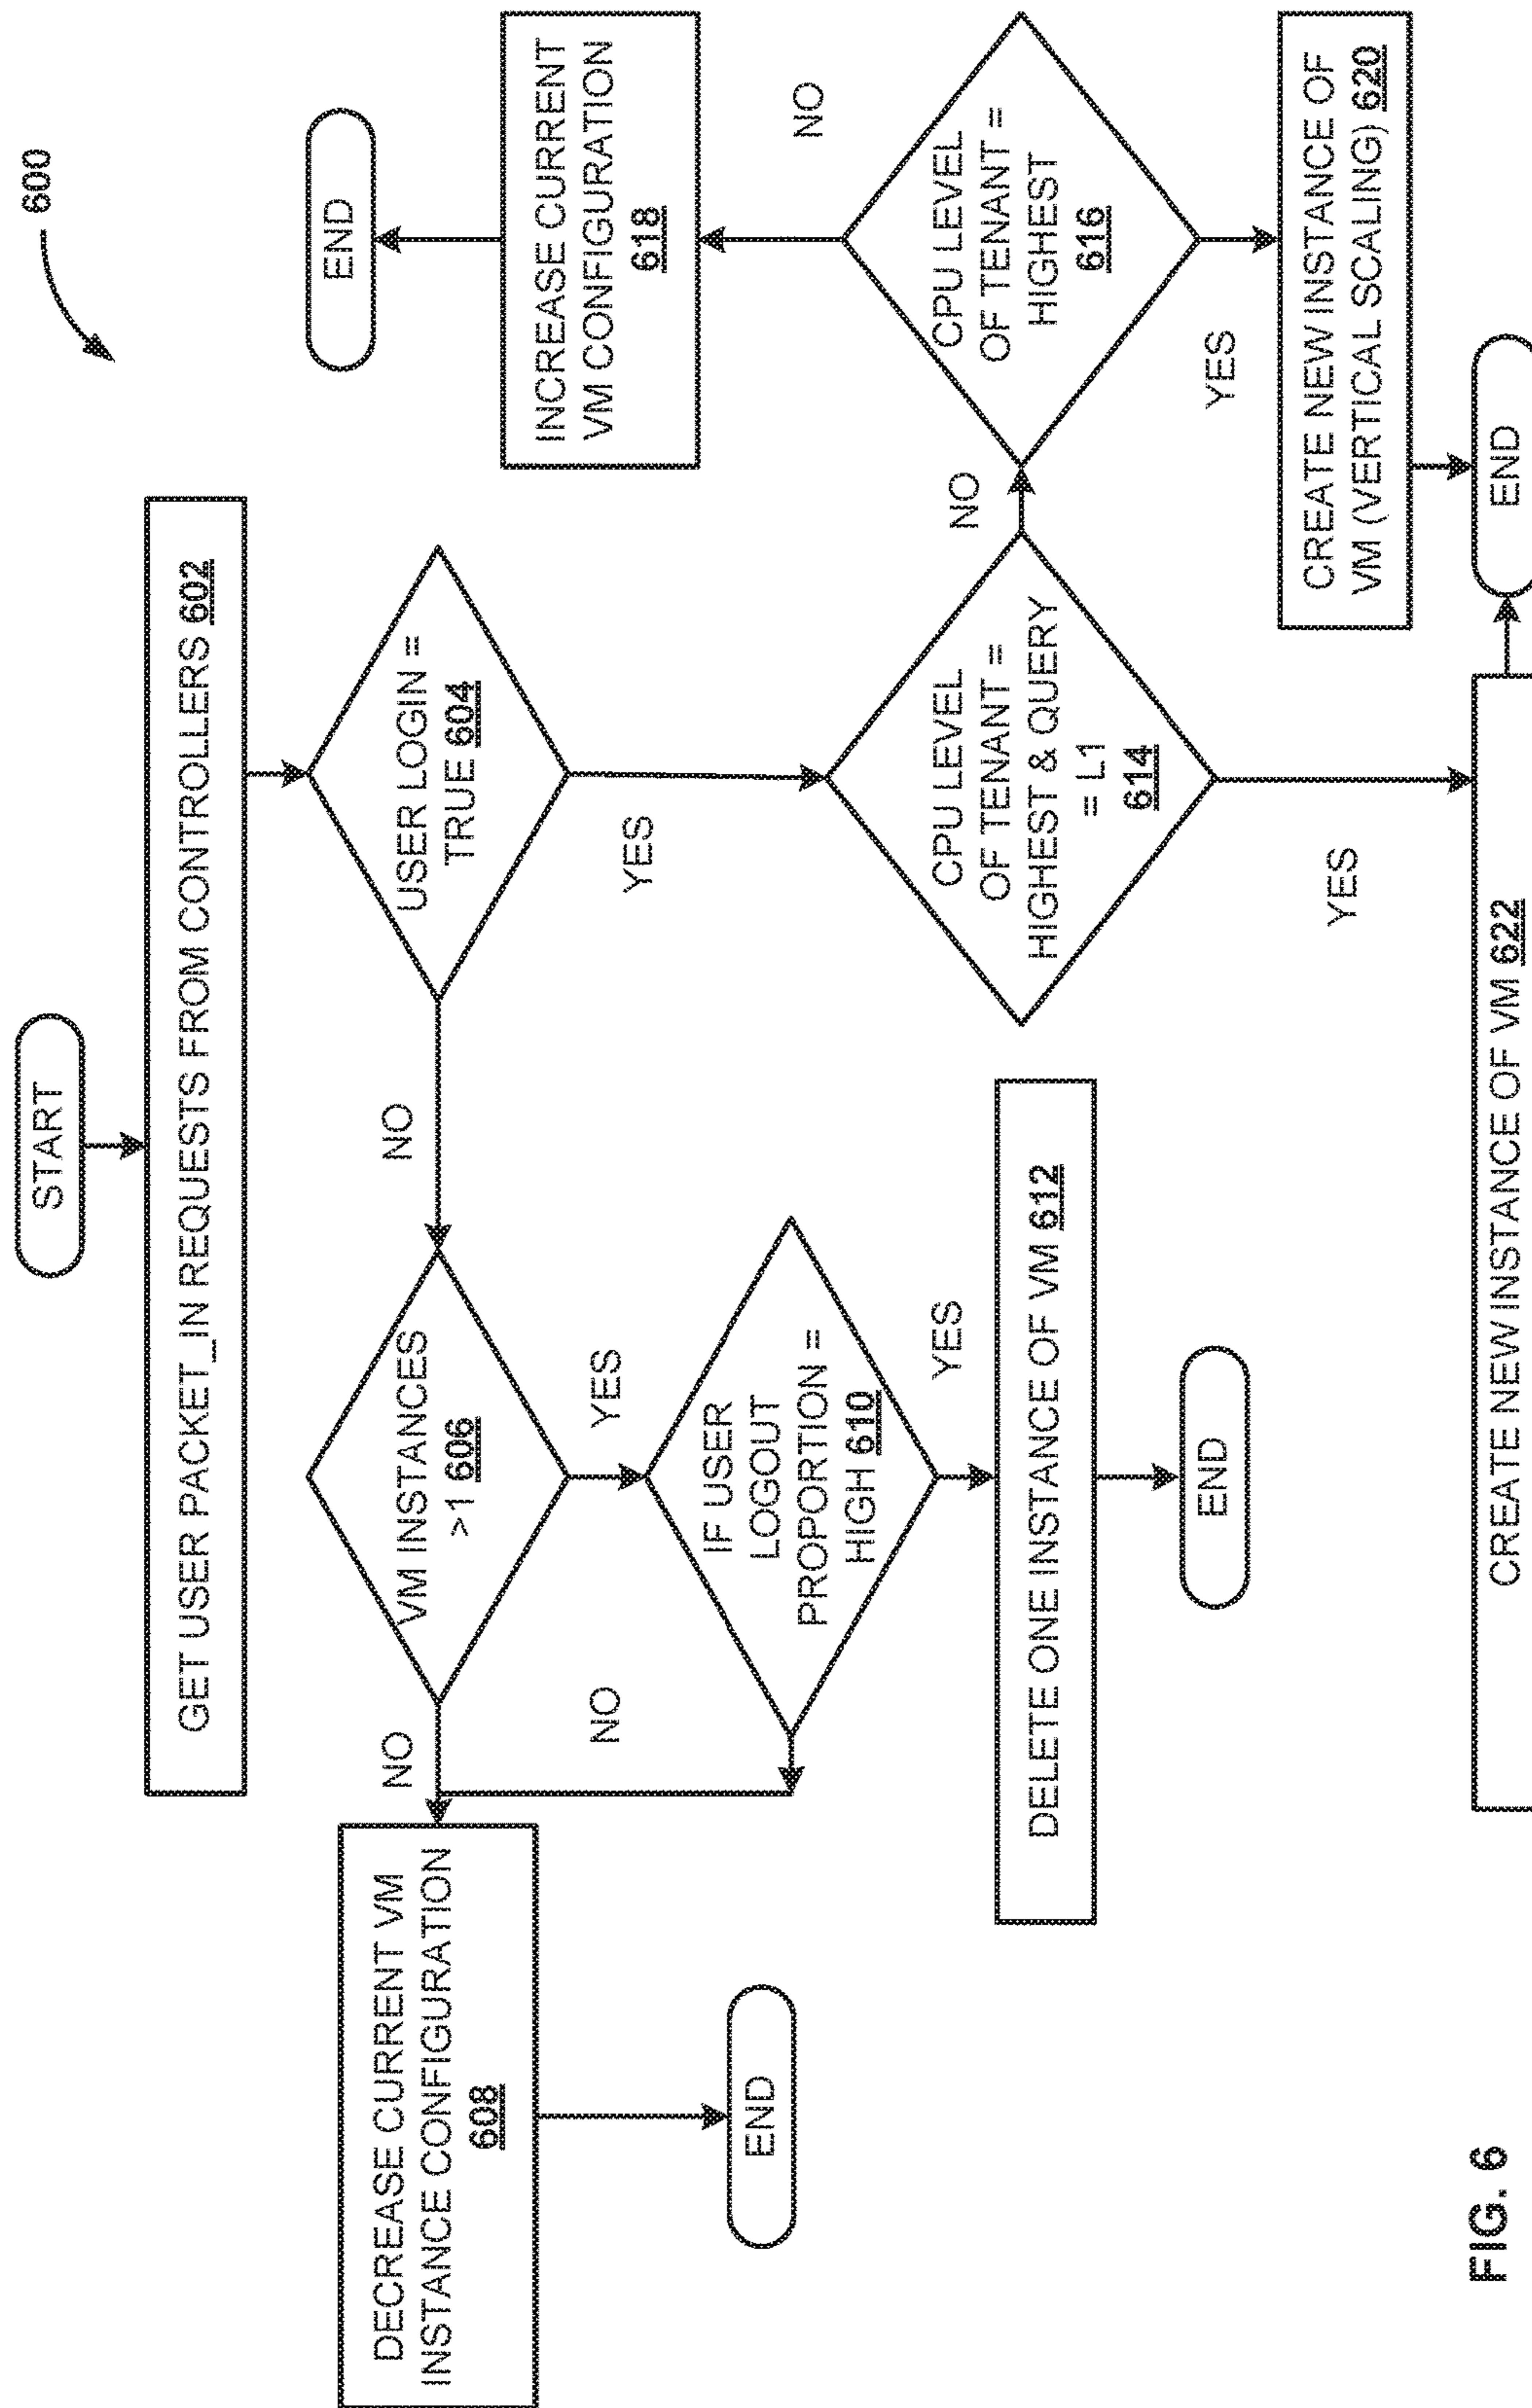 600
START
GET USER PACKET_IN REQUESTS FROM CONTROLLERS 602
USER LOGIN =
TRUE 604
NO
YES
VM INSTANCES
>1 606
NO
YES
DECREASE CURRENT VM
INSTANCE CONFIGURATION
608
END
IF USER
LOGOUT
PROPORTION =
HIGH 610
NO
YES
DELETE ONE INSTANCE OF VM 612
END
CPU LEVEL
OF TENANT =
HIGHEST & QUERY
= L1
614
NO
YES
CPU LEVEL
OF TENANT =
HIGHEST
616
NO
YES
INCREASE CURRENT
VM CONFIGURATION
618
END
CREATE NEW INSTANCE OF
VM (VERTICAL SCALING) 620
CREATE NEW INSTANCE OF VM 622
END
FIG. 6